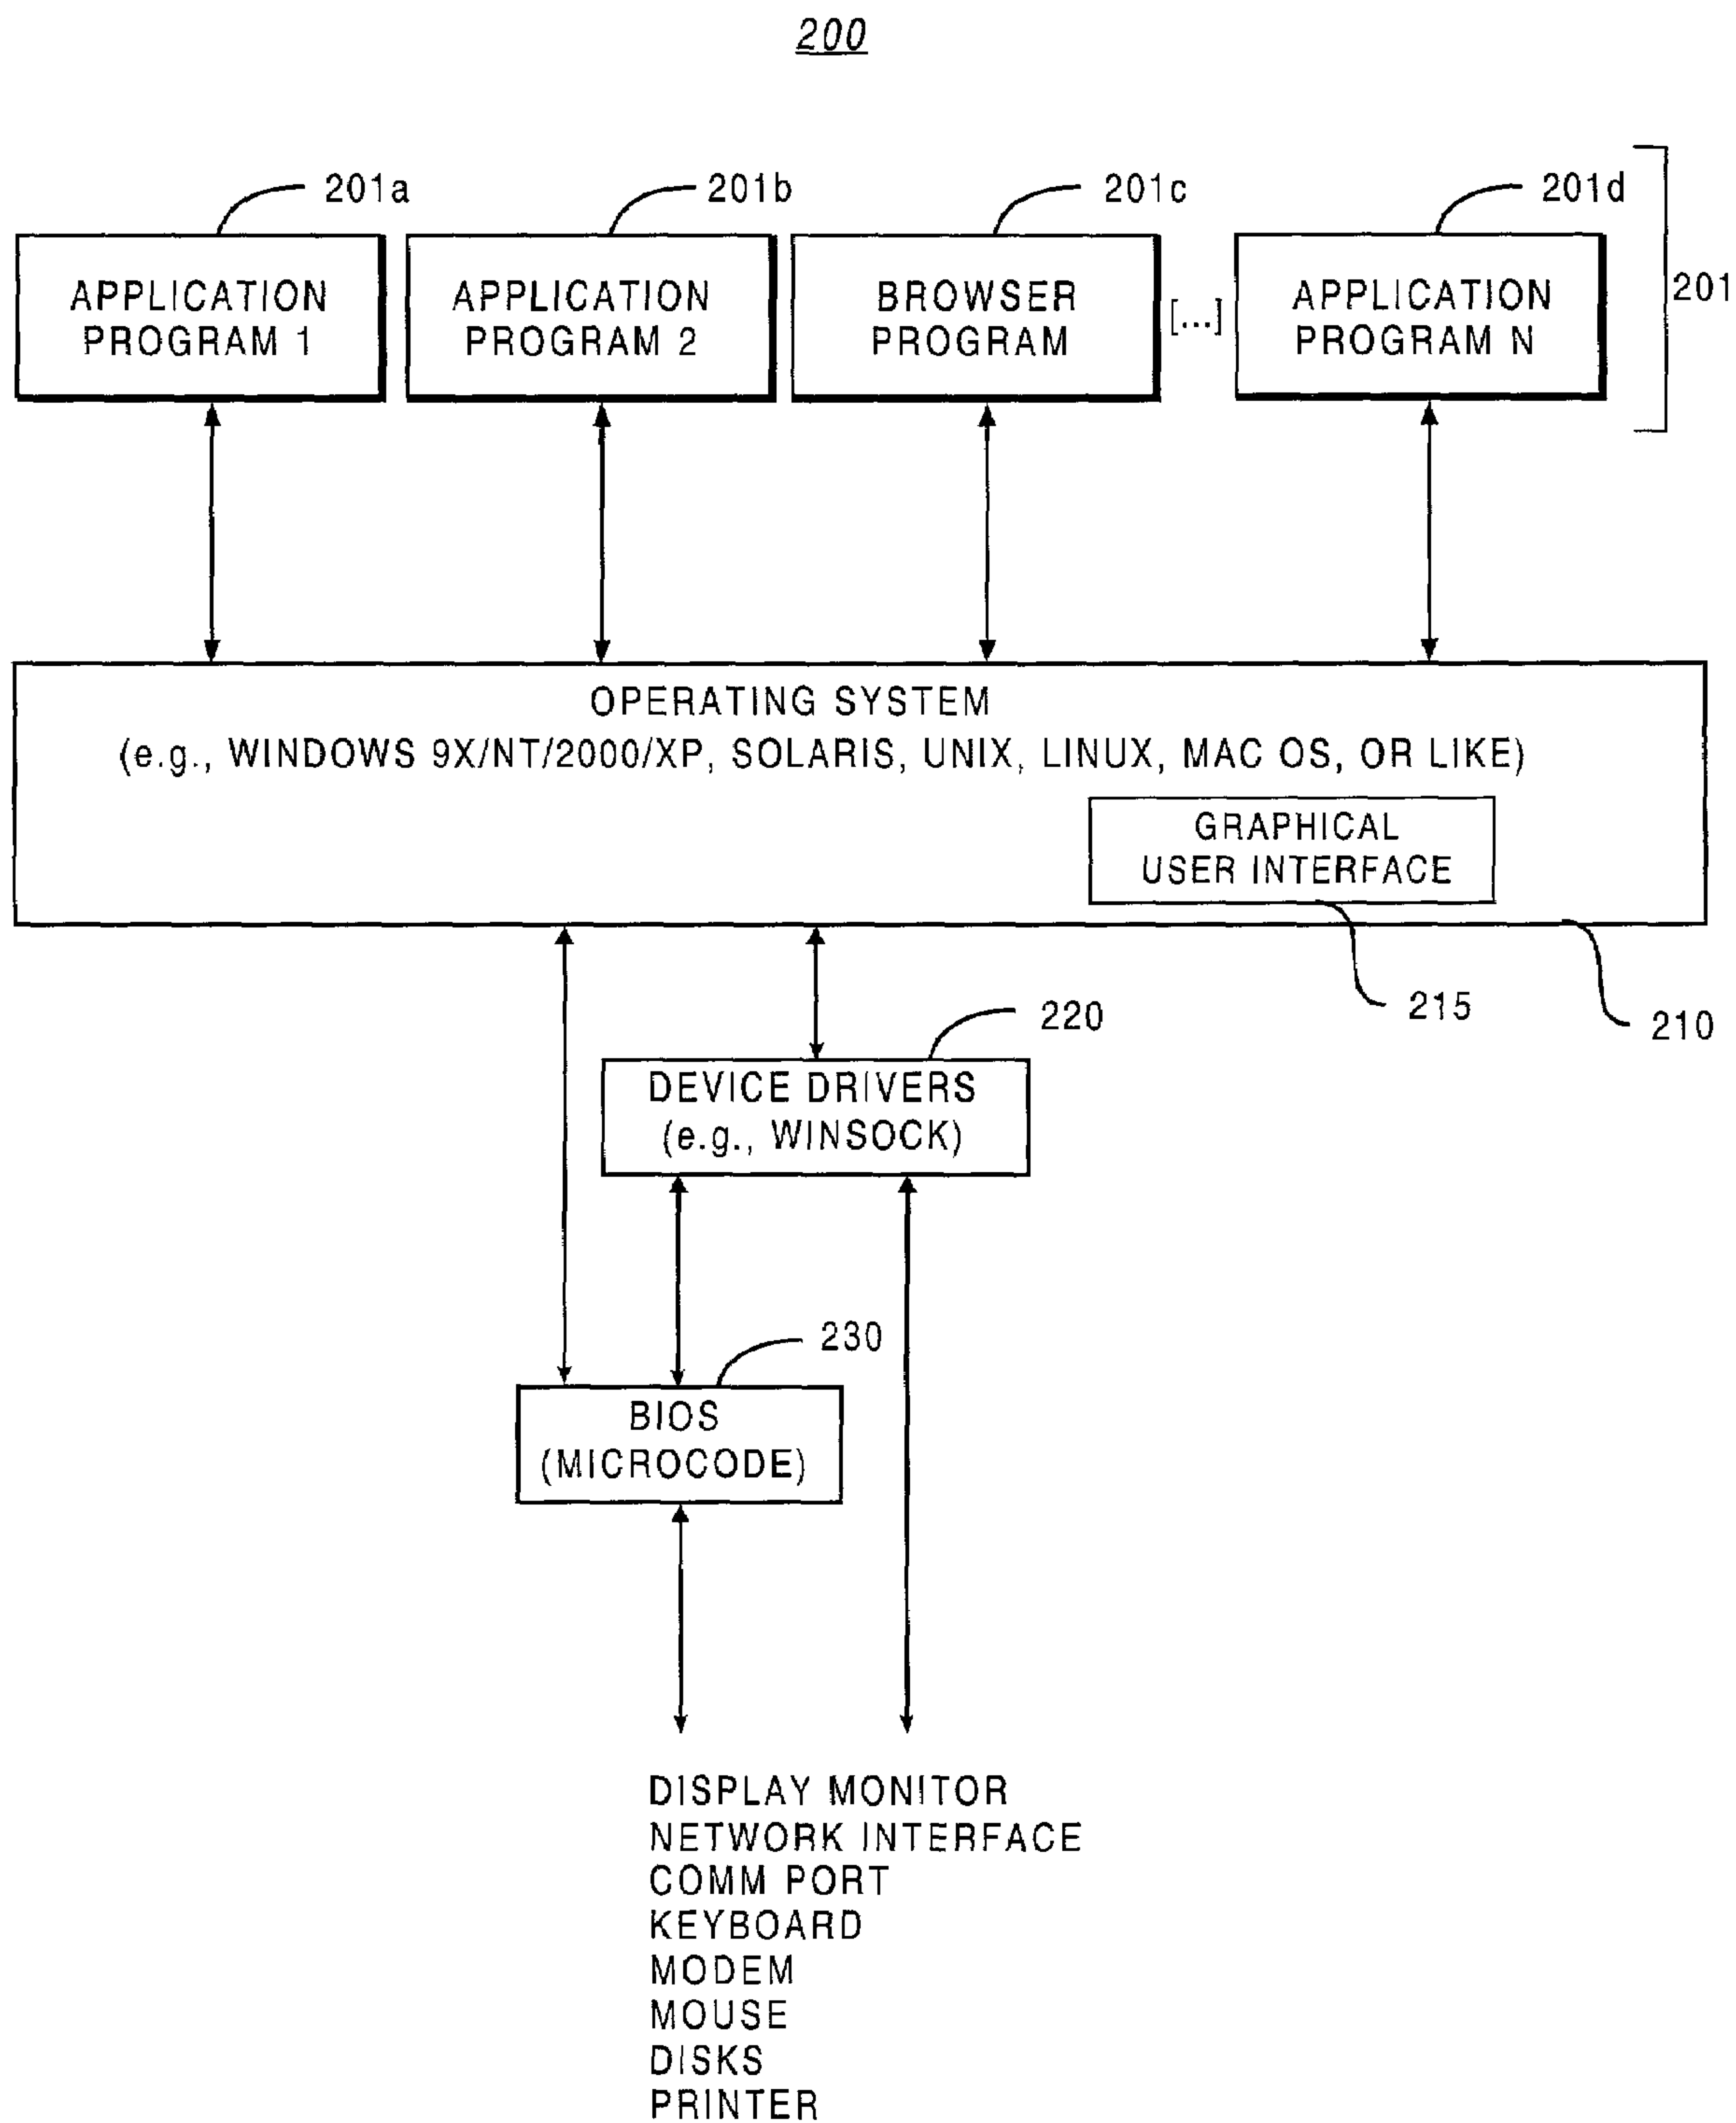 200
201a
201b
201c
201d
APPLICATION
PROGRAM 1
APPLICATION
PROGRAM 2
BROWSER
PROGRAM
[...]
APPLICATION
PROGRAM N
201
OPERATING SYSTEM
(e.g., WINDOWS 9X/NT/2000/XP, SOLARIS, UNIX, LINUX, MAC OS, OR LIKE)
GRAPHICAL
USER INTERFACE
215
210
220
DEVICE DRIVERS
(e.g., WINSOCK)
230
BIOS
(MICROCODE)
DISPLAY MONITOR
NETWORK INTERFACE
COMM PORT
KEYBOARD
MODEM
MOUSE
DISKS
PRINTER